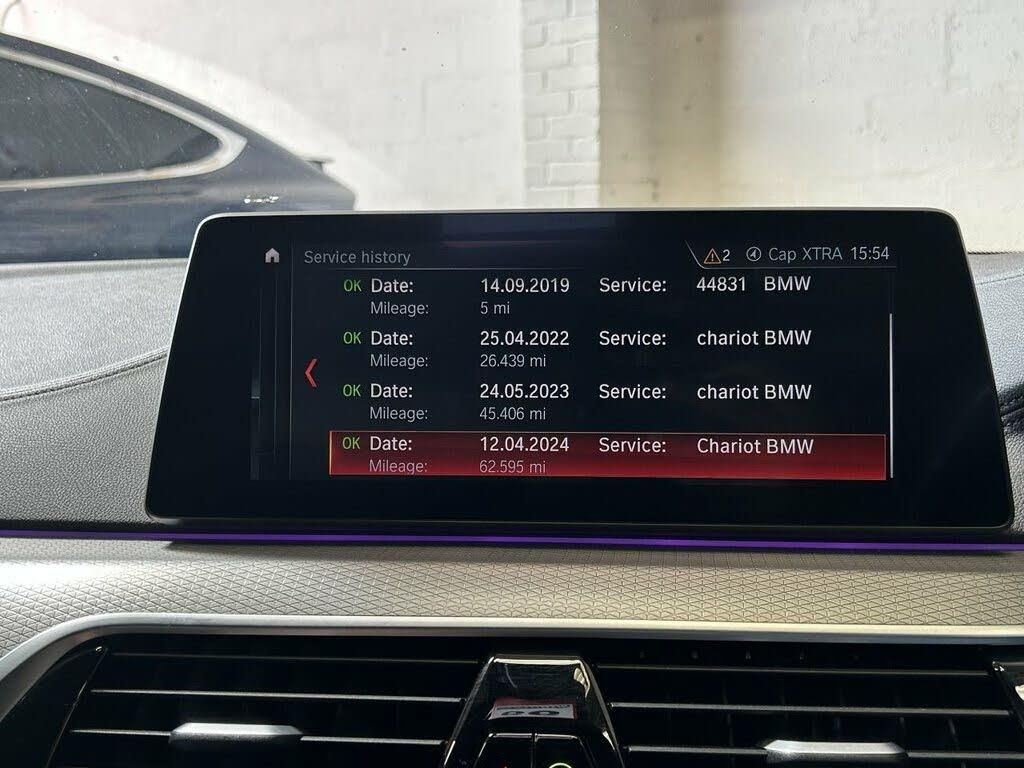 Service history 2 Cap XTRA 15:54
OK Date: 14.09.2019 Service: 44831 BMW
Mileage: 5 mi
OK Date: 25.04.2022 Service: chariot BMW
Mileage: 26.439 mi
OK Date: 24.05.2023 Service: chariot BMW
Mileage: 45.406 mi
OK Date: 12.04.2024 Service: Chariot BMW
Mileage: 62.595 mi